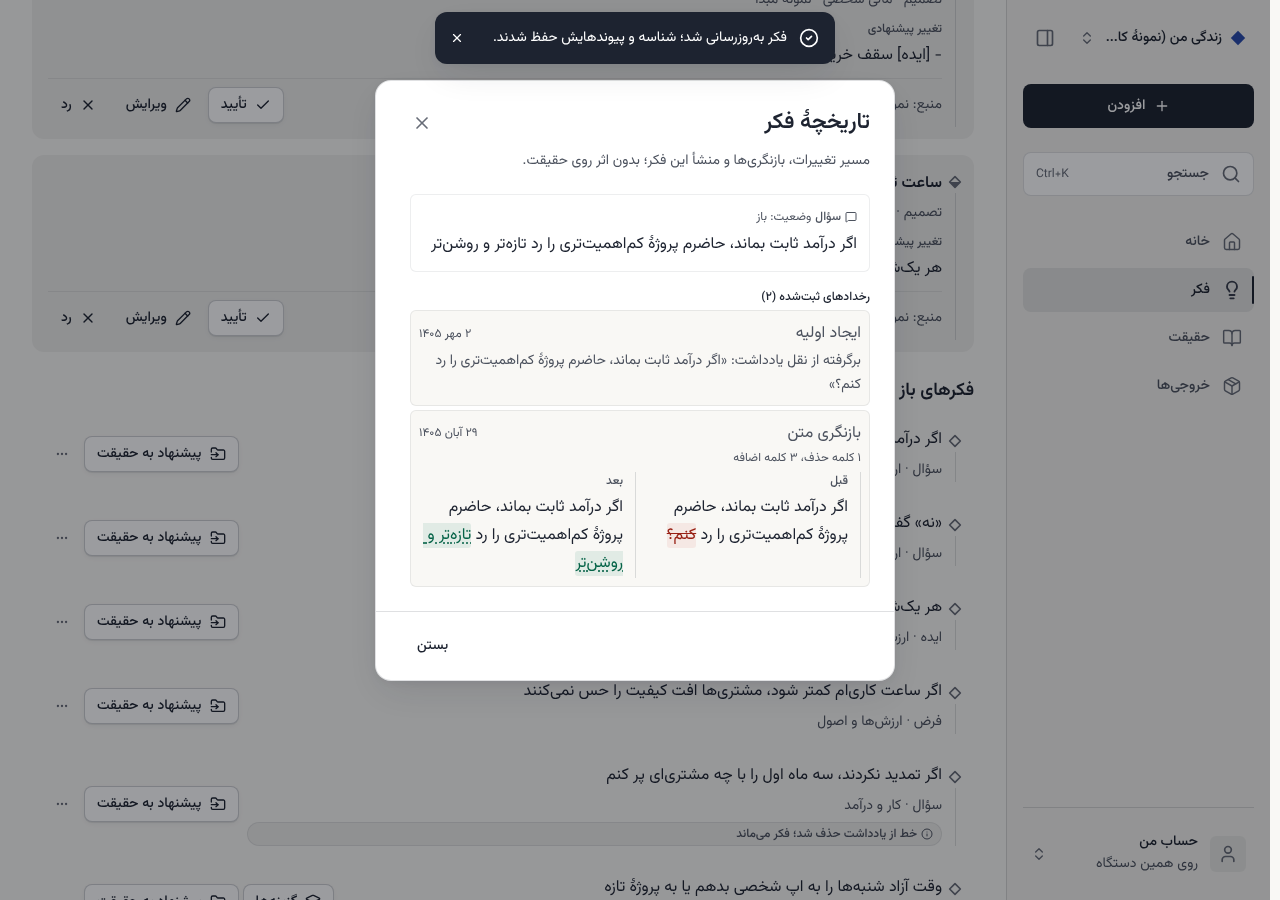 فکر به‌روزرسانی شد؛ شناسه و پیوندهایش حفظ شدند.
زندگی من (نمونهٔ کا...
افزودن
جستجو
Ctrl+K
خانه
فکر
حقیقت
خروجی‌ها
حساب من
روی همین دستگاه
تغییر پیشنهادی
- [ایده] سقف
تأیید
ویرایش
رد
ساعت
تصمیم ·
هر
تأیید
ویرایش
رد
فکرهای باز
تاریخچهٔ فکر
مسیر تغییرات، بازنگری‌ها و منشأ این فکر؛ بدون اثر روی حقیقت.
سؤال وضعیت: باز
اگر درآمد ثابت بماند، حاضرم پروژهٔ کم‌اهمیت‌تری را رد تازه‌تر و روشن‌تر
رخدادهای ثبت‌شده (۲)
ایجاد اولیه
۲ مهر ۱۴۰۵
برگرفته از نقل یادداشت: «اگر درآمد ثابت بماند، حاضرم پروژهٔ کم‌اهمیت‌تری را رد
کنم؟»
بازنگری متن
۲۹ آبان ۱۴۰۵
۱ کلمه حذف، ۳ کلمه اضافه
قبل
اگر درآمد ثابت بماند، حاضرم
پروژهٔ کم‌اهمیت‌تری را رد کنم؟
بعد
اگر درآمد ثابت بماند، حاضرم
پروژهٔ کم‌اهمیت‌تری را رد تازه‌تر و
روشن‌تر
بستن
پیشنهاد به حقیقت
پیشنهاد به حقیقت
پیشنهاد به حقیقت
اگر ساعت کاری‌ام کمتر شود، مشتری‌ها افت کیفیت را حس نمی‌کنند
فرض · ارزش‌ها و اصول
پیشنهاد به حقیقت
اگر تمدید نکردند، سه ماه اول را با چه مشتری‌ای پر کنم
سؤال · کار و درآمد
خط از یادداشت حذف شد؛ فکر می‌ماند
پیشنهاد به حقیقت
وقت آزاد شنبه‌ها را به اپ شخصی بدهم یا به پروژهٔ تازه